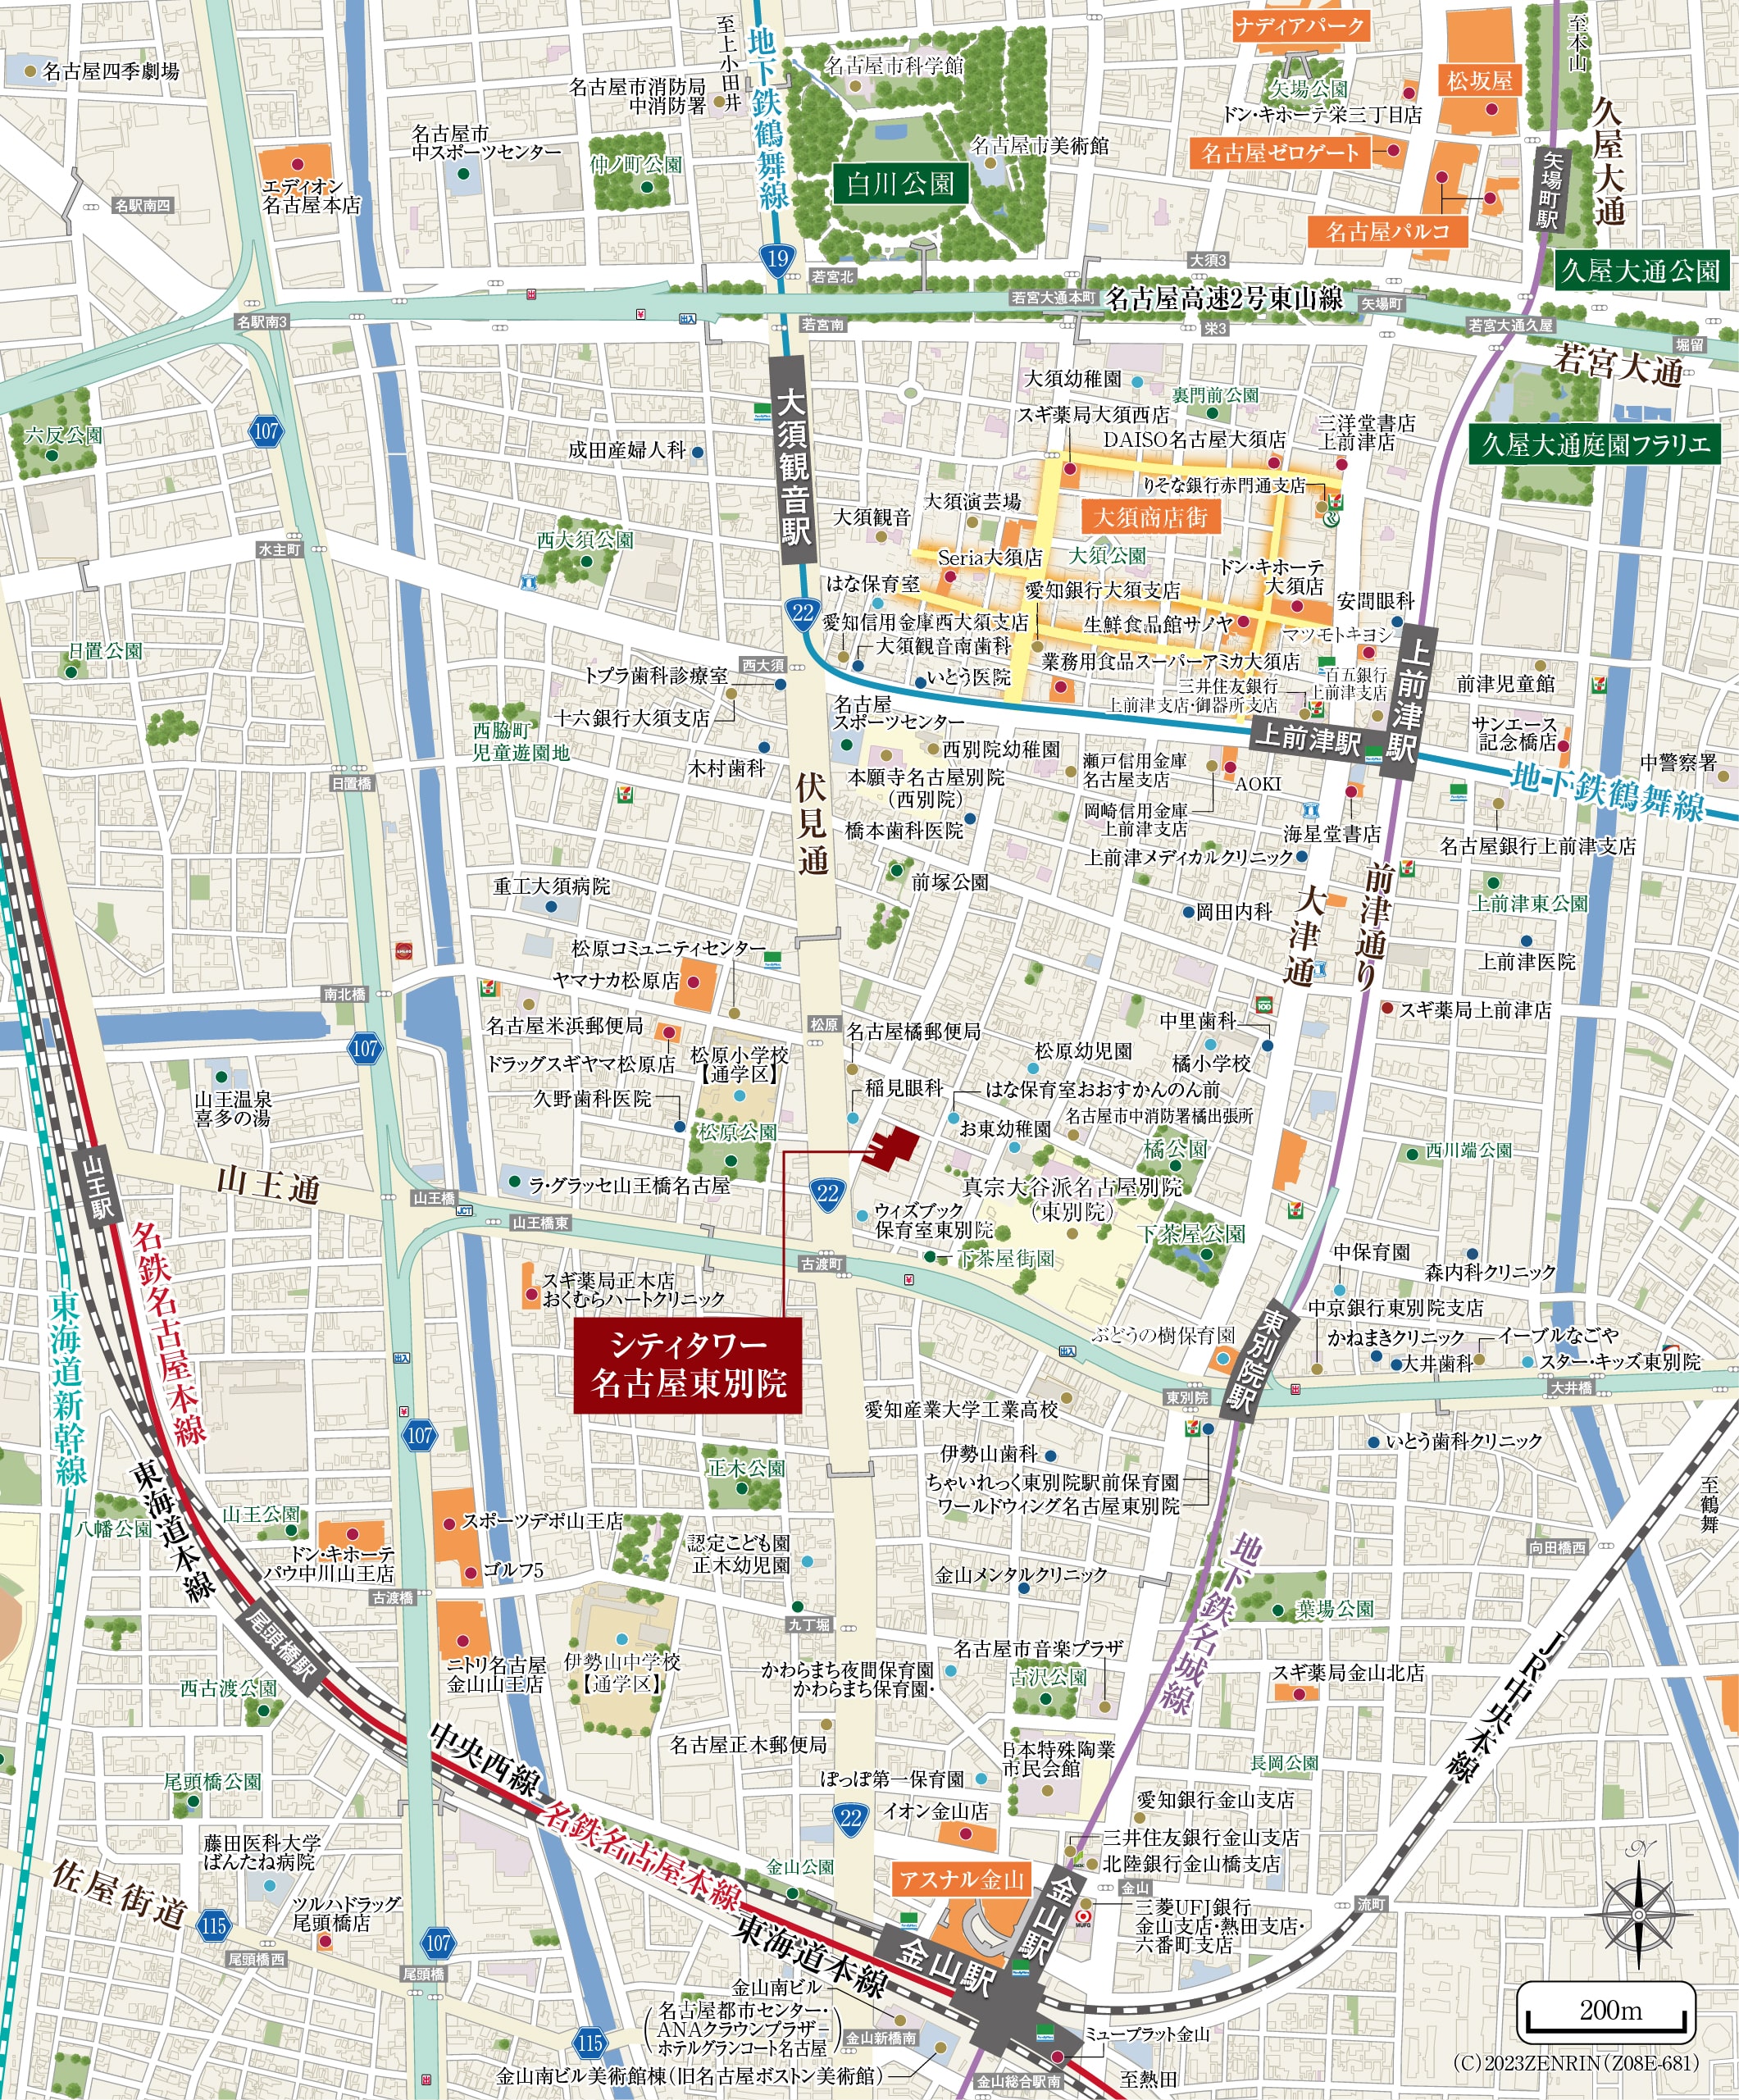 名古屋四季劇場
エディオン
名古屋本店
名駅南四
名駅南3
名古屋市
中スポーツセンター
名古屋市消防局
中消防署
仲ノ町公園
至上小田井
地下鉄鶴舞線
名古屋市科学館
名古屋市美術館
白川公園
19
若宮北
若宮南
ナディアパーク
矢場公園
ドン・キホーテ栄三丁目店
名古屋ゼロゲート
松坂屋
名古屋パルコ
至本山
久屋大通
矢場町駅
久屋大通公園
大須3
若宮大通本町
名古屋高速2号東山線
矢場町
栄3
若宮大通久屋
堀留
若宮大通
久屋大通庭園フラリエ
六反公園
107
成田産婦人科
大須観音駅
大須幼稚園
裏門前公園
スギ薬局大須西店
DAISO名古屋大須店
三洋堂書店
上前津店
りそな銀行赤門通支店
大須商店街
大須演芸場
大須観音
大須公園
Seria大須店
ドン・キホーテ
大須店
はな保育室
愛知銀行大須支店
安間眼科
愛知信用金庫西大須支店
生鮮食品館サノヤ
マツモトキヨシ
大須観音南歯科
業務用食品スーパーアミカ大須店
いとう医院
三井住友銀行
上前津支店・御器所支店
百五銀行
上前津支店
上前津駅
上前津駅
前津児童館
サンエース
記念橋店
中警察署
地下鉄鶴舞線
水主町
西大須公園
日置公園
22
西大須
トプラ歯科診療室
十六銀行大須支店
西脇町
児童遊園地
木村歯科
日置橋
伏見通
名古屋
スポーツセンター
西別院幼稚園
本願寺名古屋別院
(西別院)
橋本歯科医院
瀬戸信用金庫
名古屋支店
岡崎信用金庫
上前津支店
AOKI
海星堂書店
名古屋銀行上前津支店
上前津メディカルクリニック
前塚公園
岡田内科
大津通
前津通り
上前津東公園
上前津医院
スギ薬局上前津店
重工大須病院
松原コミュニティセンター
ヤマナカ松原店
南北橋
107
名古屋米浜郵便局
ドラッグスギヤマ松原店
松原小学校
【通学区】
松原
名古屋橘郵便局
中里歯科
橘小学校
松原幼児園
稲見眼科
はな保育室おおすかんのん前
名古屋市中消防署橘出張所
お東幼稚園
橘公園
西川端公園
山王温泉
喜多の湯
久野歯科医院
松原公園
山王駅
山王通
山王橋
JCT
山王橋東
ラ・グラッセ山王橋名古屋
22
真宗大谷派名古屋別院
(東別院)
ウィズブック
保育室東別院
下茶屋街園
下茶屋公園
古渡町
中保育園
森内科クリニック
中京銀行東別院支店
かねまきクリニック
イーブルなごや
大井歯科
スター・キッズ東別院
大井橋
ぶどうの樹保育園
東別院駅
東別院
名鉄名古屋本線
東海道新幹線
スギ薬局正木店
おくむらハートクリニック
シティタワー
名古屋東別院
107
愛知産業大学工業高校
伊勢山歯科
ちゃいれっく東別院駅前保育園
ワールドウィング名古屋東別院
いとう歯科クリニック
至鶴舞
向田橋西
東海道本線
八幡公園
山王公園
ドン・キホーテ
パウ中川山王店
古渡橋
スポーツデポ山王店
ゴルフ5
正木公園
認定こども園
正木幼児園
金山メンタルクリニック
地下鉄名城線
葉場公園
九丁堀
尾頭橋駅
西古渡公園
ニトリ名古屋
金山山王店
伊勢山中学校
【通学区】
名古屋市音楽プラザ
かわらまち夜間保育園
かわらまち保育園・
古沢公園
スギ薬局金山北店
JR中央本線
名古屋正木郵便局
日本特殊陶業
市民会館
長岡公園
ぽっぽ第一保育園
中央西線
名鉄名古屋本線
22
イオン金山店
愛知銀行金山支店
三井住友銀行金山支店
北陸銀行金山橋支店
尾頭橋公園
藤田医科大学
ばんたね病院
佐屋街道
115
ツルハドラッグ
尾頭橋店
尾頭橋西
107
尾頭橋
金山公園
アスナル金山
金山駅
金山
三菱UFJ銀行
金山支店・熱田支店・
六番町支店
MUFG
流町
東海道本線
金山駅
金山南ビル
(名古屋都市センター・
ANAクラウンプラザ
ホテルグランコート名古屋)
金山新橋南
115
金山南ビル美術館棟(旧名古屋ボストン美術館)
ミュープラット金山
金山総合駅南
至熱田
N
200m
(C)2023ZENRIN(Z08E-681)